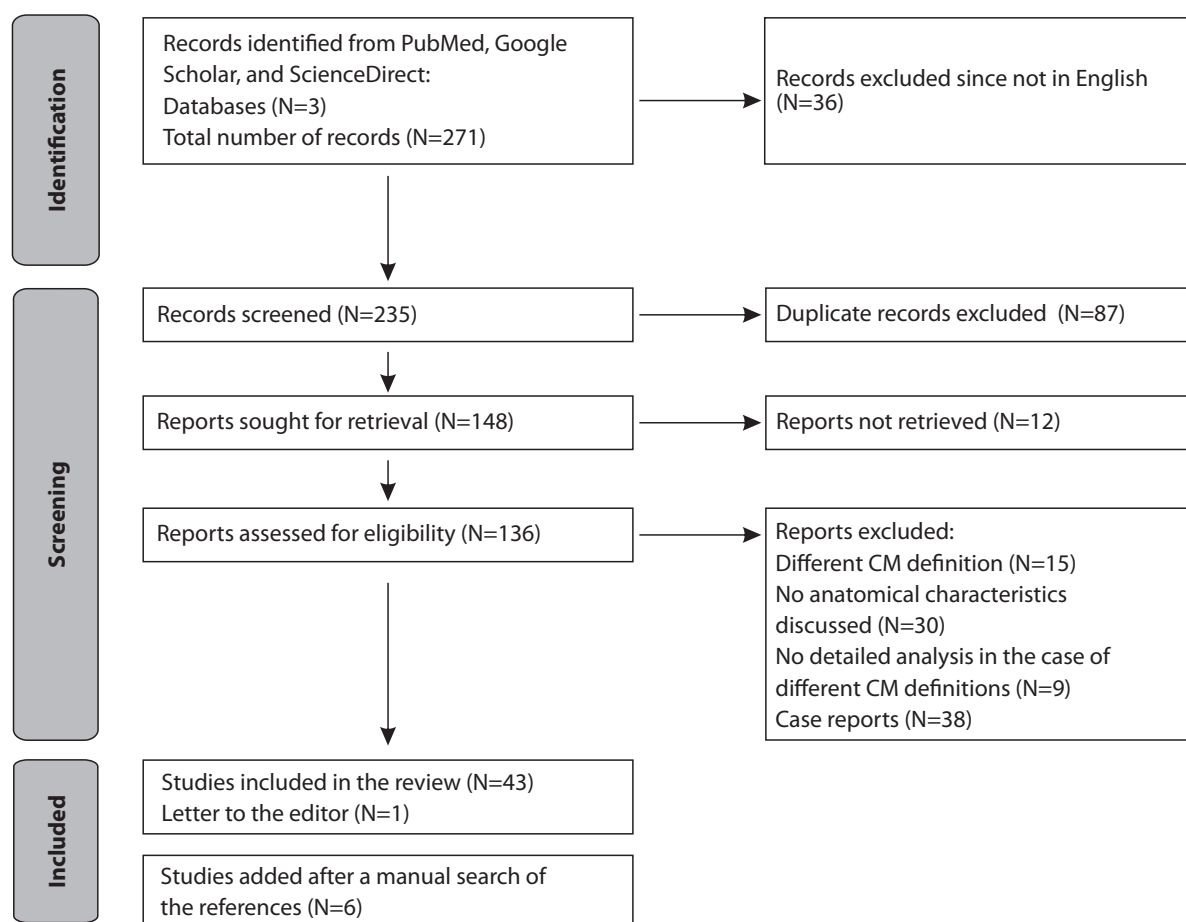 Identification
Records identified from PubMed, Google
Scholar, and ScienceDirect:
Databases (N=3)
Total number of records (N=271)
Records excluded since not in English
(N=36)
Screening
Records screened (N=235)
Duplicate records excluded (N=87)
Reports sought for retrieval (N=148)
Reports not retrieved (N=12)
Reports assessed for eligibility (N=136)
Reports excluded:
Different CM definition (N=15)
No anatomical characteristics
discussed (N=30)
No detailed analysis in the case of
different CM definitions (N=9)
Case reports (N=38)
Included
Studies included in the review (N=43)
Letter to the editor (N=1)
Studies added after a manual search of
the references (N=6)